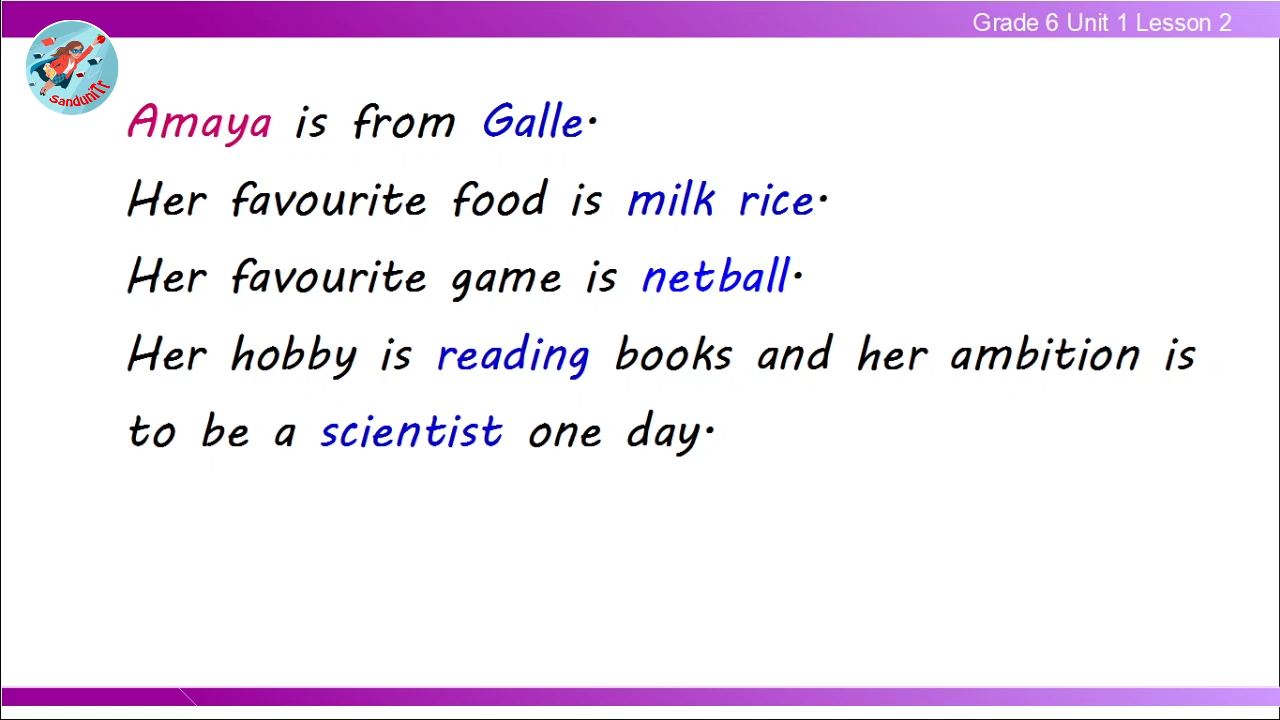 Grade 6 Unit 1 Lesson 2
SanduniTr
Amaya is from Galle.
Her favourite food is milk rice.
Her favourite game is netball.
Her hobby is reading books and her ambition is
to be a scientist one day.